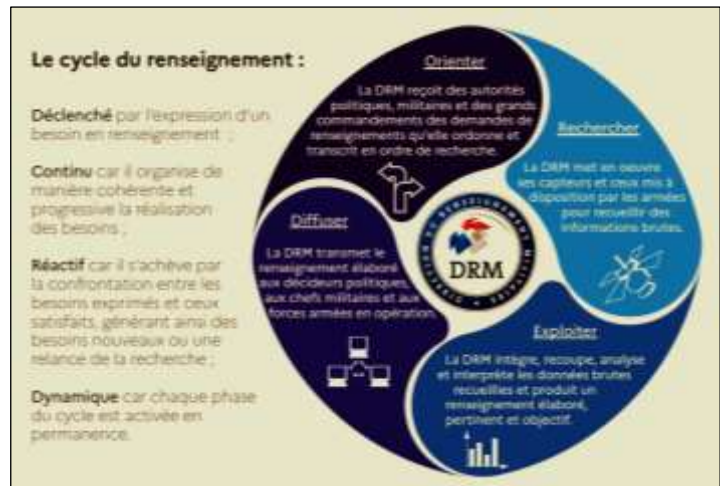 Le cycle du renseignement :
Déclenché par l'expression d'un
besoin en renseignement ;
Continu car il organise de
manière cohérente et
progressive la réalisation
des besoins ;
Réactif car il s'achève par
la confrontation entre les
besoins exprimés et ceux
satisfaits, générant ainsi des
besoins nouveaux ou une
relance de la recherche ;
Dynamique car chaque phase
du cycle est activée en
permanence.
Orienter
La DRM reçoit des autorités
politiques, militaires et des grands
commandements des demandes de
renseignements qu'elle ordonne et
transcrit en ordre de recherche.
Rechercher
La DRM met en oeuvre
ses capteurs et ceux mis à
disposition par les armées
pour recueillir des
informations brutes.
Exploiter
La DRM intègre, recoupe, analyse
et interprète les données brutes
recueillies et produit un
renseignement élaboré,
pertinent et objectif.
Diffuser
La DRM transmet le
renseignement élaboré
aux décideurs politiques,
aux chefs militaires et aux
forces armées en opération.
DIRECTION DU RENSEIGNEMENT MILITAIRE
DRM